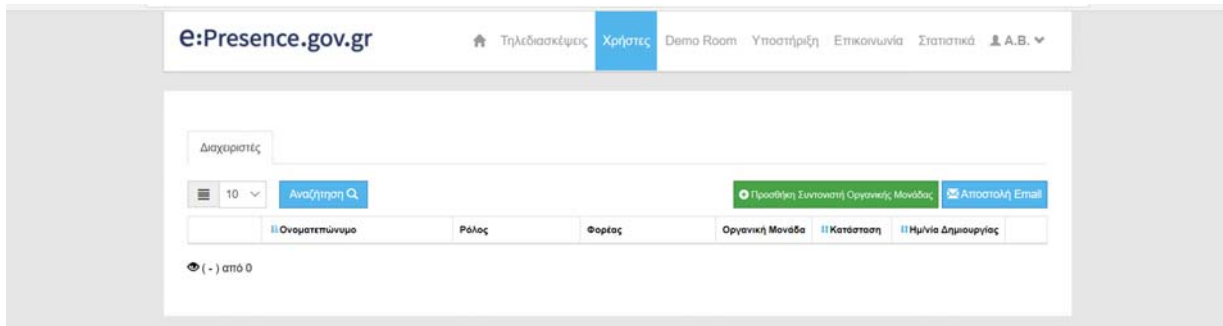 e:Presence.gov.gr
Τηλεδιασκέψεις Χρήστες Demo Room Υποστήριξη Επικοινωνία Στατιστικά A.B.
Διαχειριστές
10 Αναζήτηση Προσθήκη Συντονιστή Οργανικής Μονάδας Αποστολή Email
Ονοματεπώνυμο Ρόλος Φορέας Οργανική Μονάδα Κατάσταση Ημ/νία Δημιουργίας
( - ) από 0